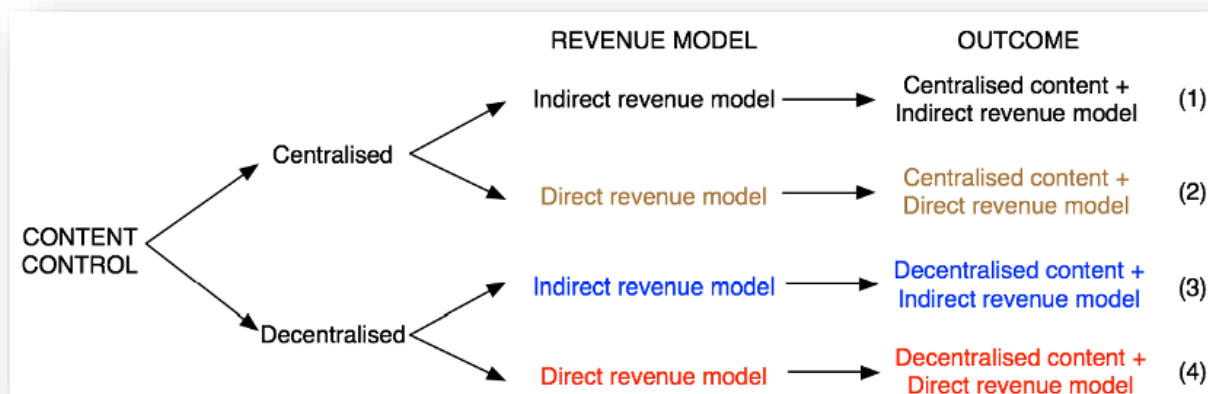 REVENUE MODEL
OUTCOME
Indirect revenue model
Centralised content +
Indirect revenue model
(1)
Centralised
Direct revenue model
Centralised content +
Direct revenue model
(2)
CONTENT
CONTROL
Indirect revenue model
Decentralised content +
Indirect revenue model
(3)
Decentralised
Direct revenue model
Decentralised content +
Direct revenue model
(4)